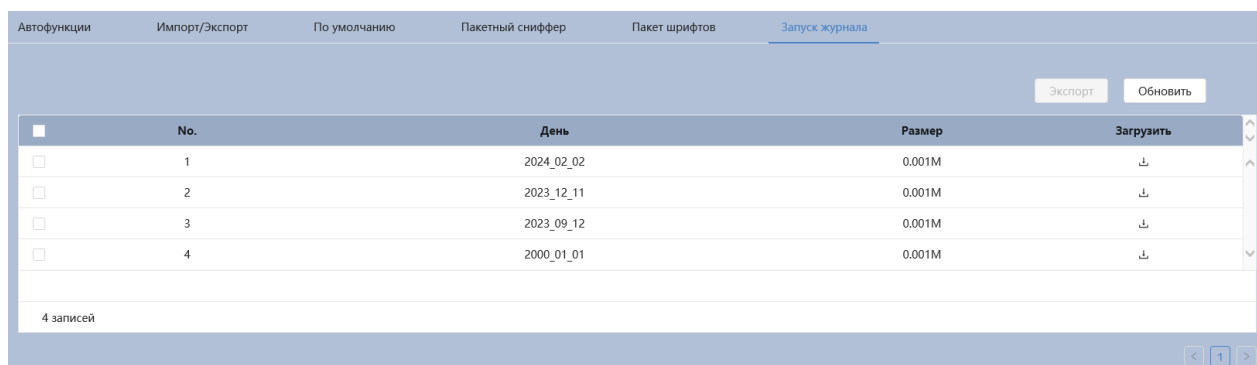 Автофункции Импорт/Экспорт По умолчанию Пакетный сниффер Пакет шрифтов Запуск журнала
Экспорт Обновить
No. День Размер Загрузить
1 2024_02_02 0.001M
2 2023_12_11 0.001M
3 2023_09_12 0.001M
4 2000_01_01 0.001M
4 записей
< 1 >